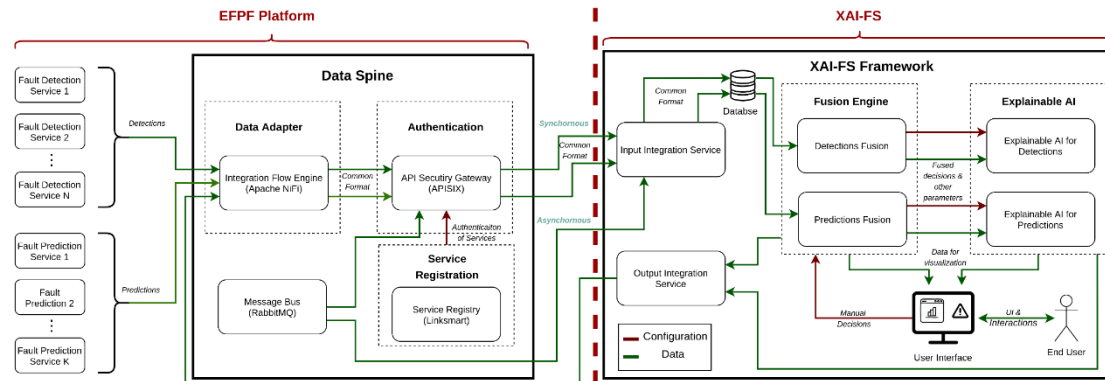 EFPF Platform
XAI-FS
Fault Detection
Service 1
Fault Detection
Service 2
Fault Detection
Service N
Detections
Fault Prediction
Service 1
Fault
Prediction 2
Fault Prediction
Service K
Predictions
Data Spine
Data Adapter
Integration Flow Engine
(Apache NiFi)
Common
Format
Authentication
API Secutiry Gateway
(APISIX)
Authenticaiton
of Services
Service
Registration
Service Registry
(Linksmart)
Message Bus
(RabbitMQ)
Synchornous
Common
Format
Asynchornous
XAI-FS Framework
Common
Format
Databse
Input Integration Service
Output Integration
Service
Fusion Engine
Detections Fusion
Predictions Fusion
Fused
decisions &
other
parameters
Explainable AI
Explainable AI for
Detections
Explainable AI for
Predictions
Data for
visualization
Manual
Decisions
User Interface
UI &
Interactions
End User
Configuration
Data